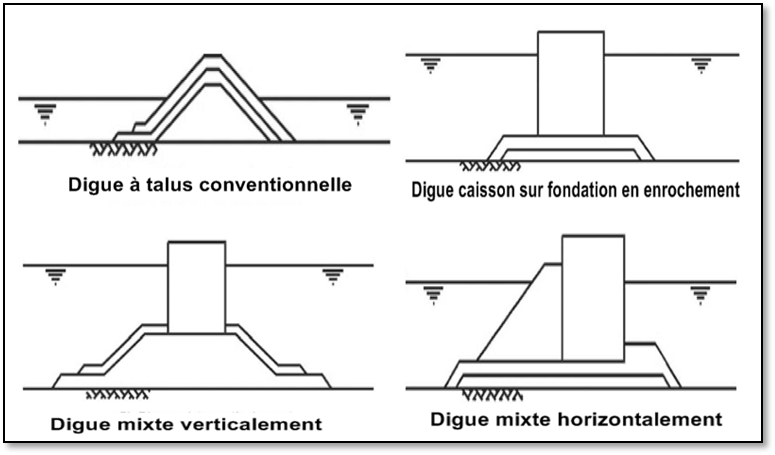 Digue à talus conventionnelle
Digue caisson sur fondation en enrochement
Digue mixte verticalement
Digue mixte horizontalement